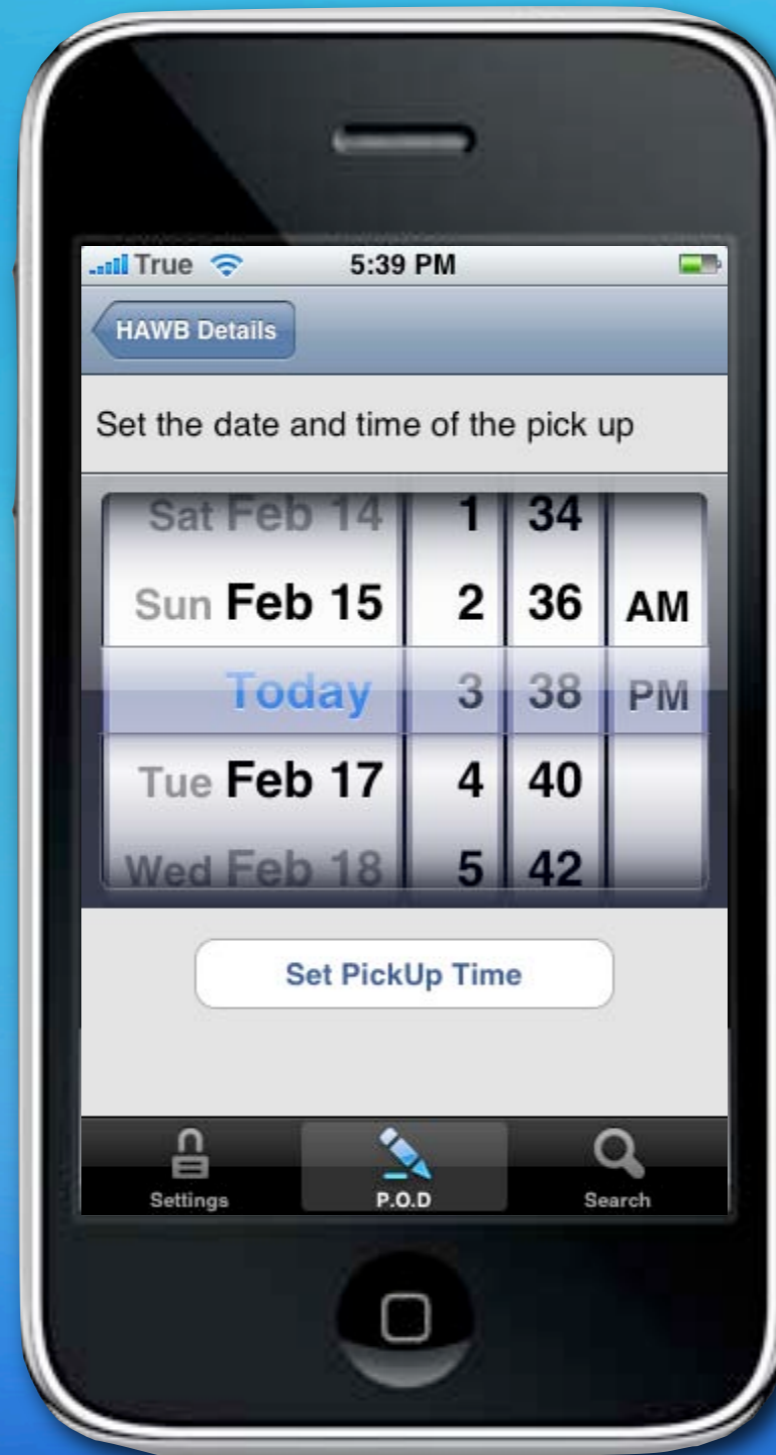 True 5:39 PM
HAWB Details
Set the date and time of the pick up
Sat Feb 14 1 34
Sun Feb 15 2 36 AM
Today 3 38 PM
Tue Feb 17 4 40
Wed Feb 18 5 42
Set PickUp Time
Settings P.O.D Search